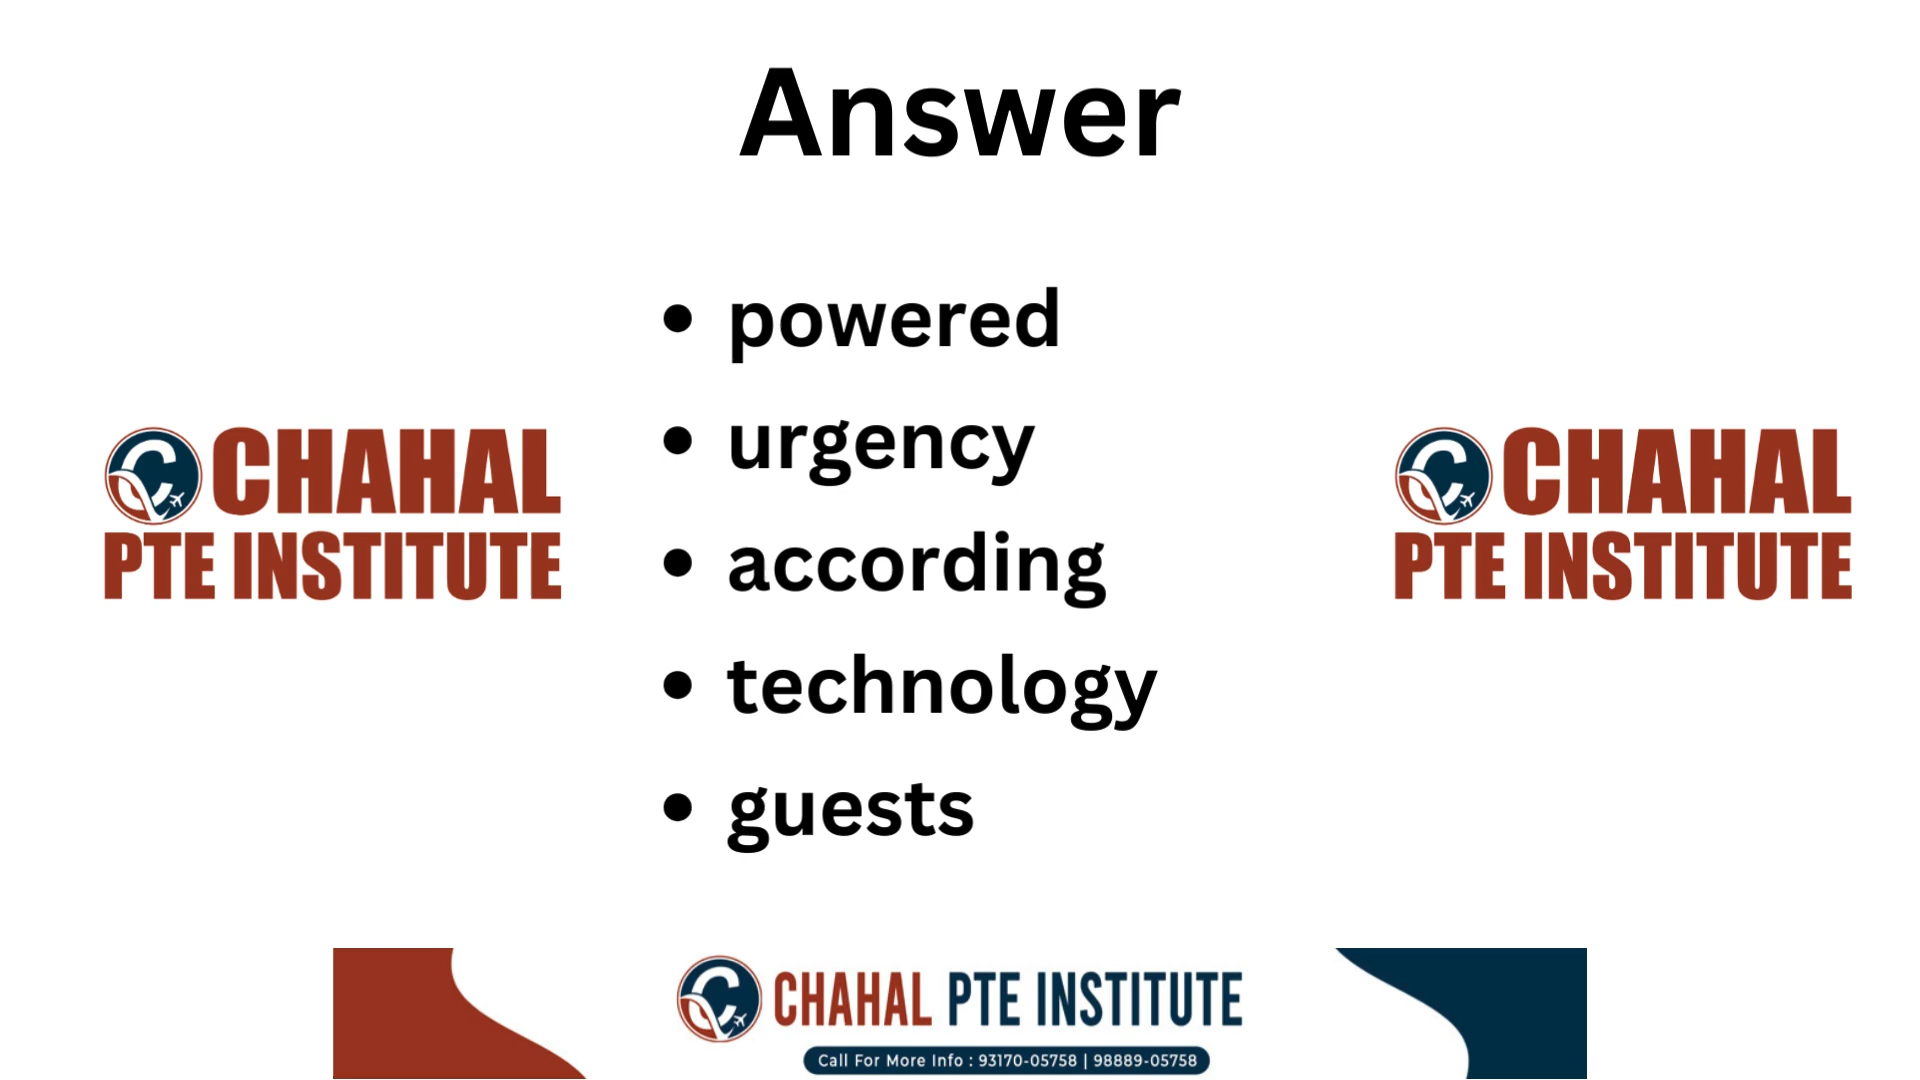 Answer
• powered
• urgency
• according
• technology
• guests
CHAHAL
PTE INSTITUTE
CHAHAL
PTE INSTITUTE
CHAHAL PTE INSTITUTE
Call For More Info : 93170-05758 | 98889-05758